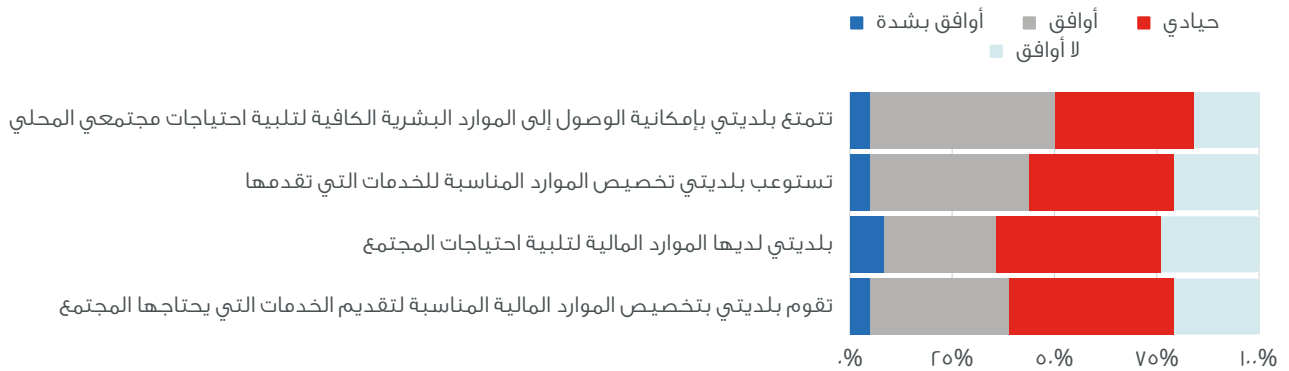 أوافق بشدة أوافق حيادي
لا أوافق
تتمتع بلديتي بإمكانية الوصول إلى الموارد البشرية الكافية لتلبية احتياجات مجتمعي المحلي
تستوعب بلديتي تخصيص الموارد المناسبة للخدمات التي تقدمها
بلديتي لديها الموارد المالية لتلبية احتياجات المجتمع
تقوم بلديتي بتخصيص الموارد المالية المناسبة لتقديم الخدمات التي يحتاجها المجتمع
٠% ٢٥% ٥٠% ٧٥% ١٠٠%